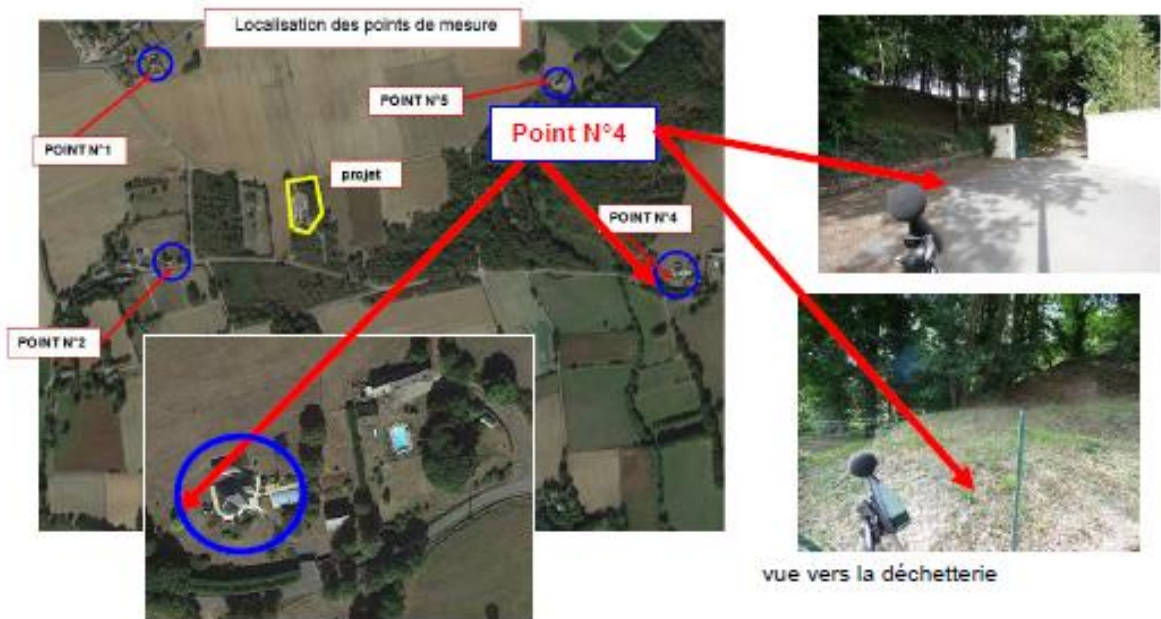 Localisation des points de mesure
POINT N°5
POINT N°1
Point N°4
projet
POINT N°4
POINT N°2
vue vers la déchetterie